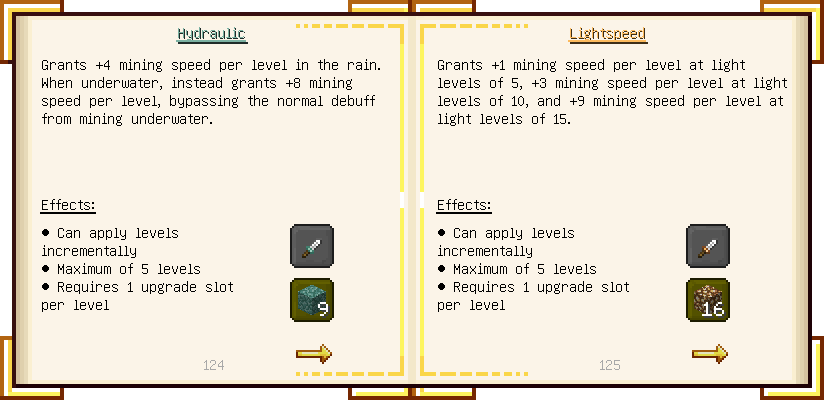 Hydraulic
Grants +4 mining speed per level in the rain.
When underwater, instead grants +8 mining
speed per level, bypassing the normal debuff
from mining underwater.
Effects:
• Can apply levels
incrementally
• Maximum of 5 levels
• Requires 1 upgrade slot
per level
9
124
Lightspeed
Grants +1 mining speed per level at light
levels of 5, +3 mining speed per level at light
levels of 10, and +9 mining speed per level at
light levels of 15.
Effects:
• Can apply levels
incrementally
• Maximum of 5 levels
• Requires 1 upgrade slot
per level
16
125